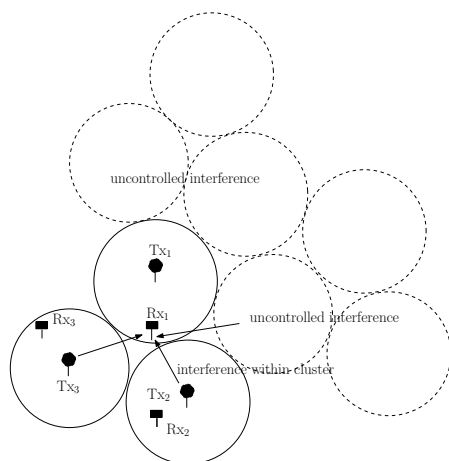 uncontrolled interference
Tx1
Rx1
Rx3
uncontrolled interference
interference within cluster
Tx3
Tx2
Rx2